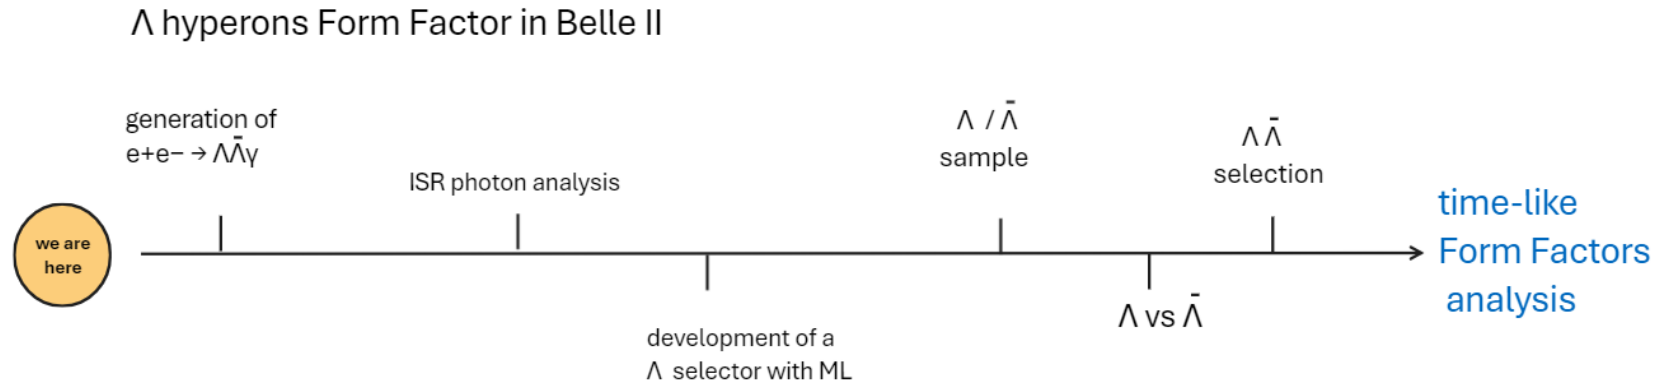 Λ hyperons Form Factor in Belle II
generation of
e+e− → ΛΛ̄γ
ISR photon analysis
Λ / Λ̄
sample
Λ Λ̄
selection
we are
here
time-like
Form Factors
analysis
Λ vs Λ̄
development of a
Λ selector with ML